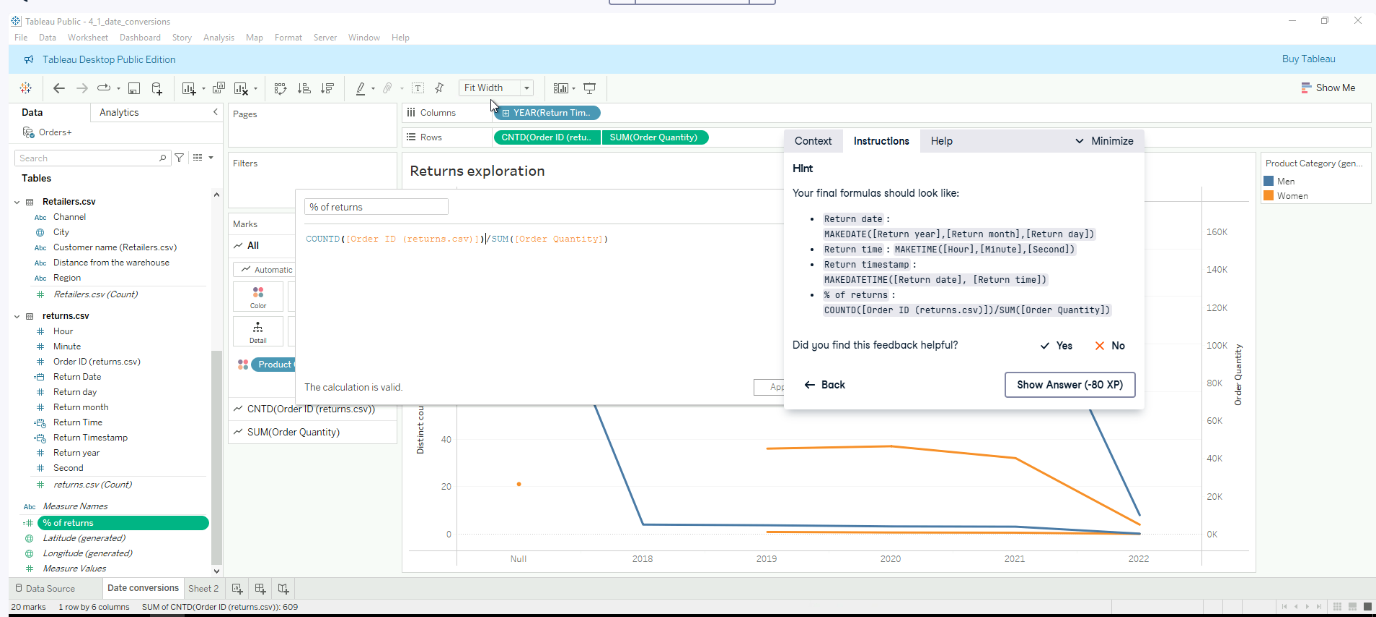 Tableau Public - 4_1_date_conversions
File Data Worksheet Dashboard Story Analysis Map Format Server Window Help
Tableau Desktop Public Edition
Buy Tableau
Fit Width
Show Me
Data
Analytics
Orders+
Search
Tables
Retailers.csv
Abc Channel
City
Abc Customer name (Retailers.csv)
Abc Distance from the warehouse
Abc Region
# Retailers.csv (Count)
returns.csv
# Hour
# Minute
# Order ID (returns.csv)
Return Date
# Return day
# Return month
Return Time
Return Timestamp
# Return year
# Second
# returns.csv (Count)
Abc Measure Names
# % of returns
Latitude (generated)
Longitude (generated)
# Measure Values
Pages
Filters
Marks
All
Automatic
Color
Detail
Product
CNTD(Order ID (returns.csv))
SUM(Order Quantity)
Columns
YEAR(Return Tim..
Rows
CNTD(Order ID (retu..
SUM(Order Quantity)
Returns exploration
% of returns
COUNTD([Order ID (returns.csv)])/SUM([Order Quantity])
The calculation is valid.
App
Context
Instructions
Help
Minimize
HInt
Your final formulas should look like:
• Return date :
MAKEDATE([Return year],[Return month],[Return day])
• Return time : MAKETIME([Hour],[Minute],[Second])
• Return timestamp :
MAKEDATETIME([Return date], [Return time])
• % of returns :
COUNTD([Order ID (returns.csv)])/SUM([Order Quantity])
Did you find this feedback helpful?
Yes
No
Back
Show Answer (-80 XP)
Product Category (gen...
Men
Women
160K
140K
120K
100K
80K
60K
40K
20K
0K
Order Quantity
Distinct cou
40
20
0
Null
2018
2019
2020
2021
2022
Data Source
Date conversions
Sheet 2
20 marks
1 row by 6 columns
SUM of CNTD(Order ID (returns.csv)): 609